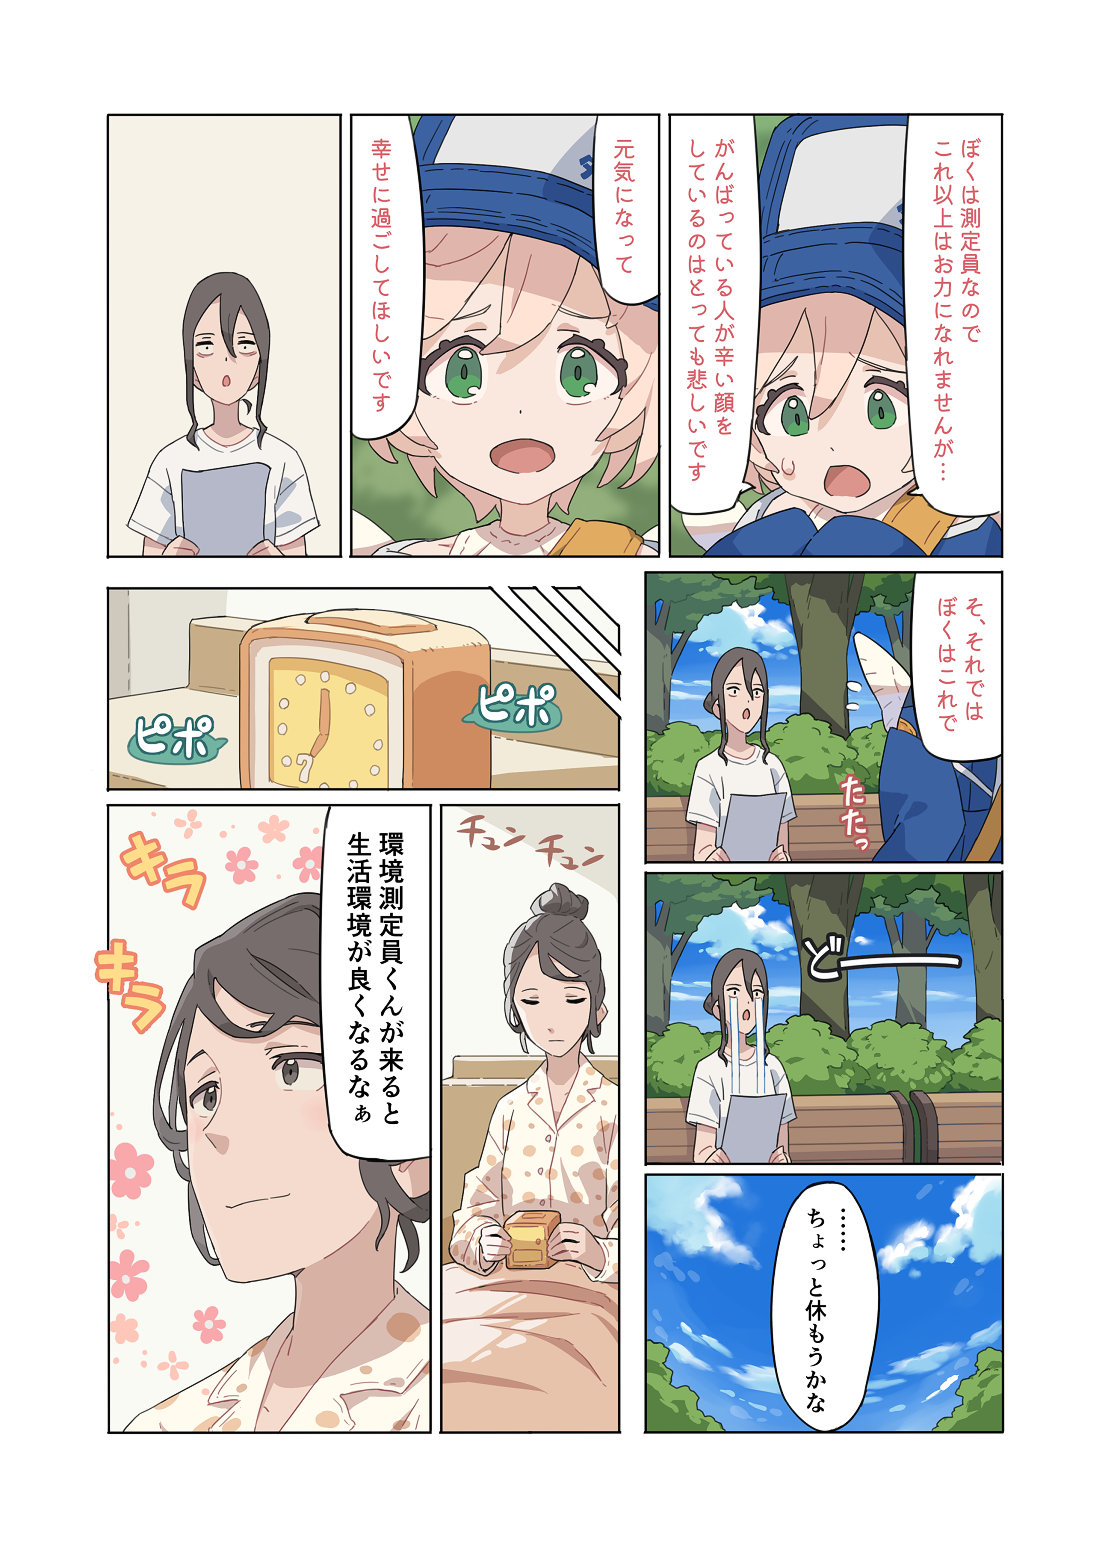 ぼくは測定員なので
これ以上はお力になれませんが…
がんばっている人が辛い顔を
しているのはとっても悲しいです
元気になって
幸せに過ごしてほしいです
そ、それでは
ぼくはこれで
たたっ
どー
……
ちょっと休もうかな
ピポ
ピポ
7
チュン
チュン
環境測定員くんが来ると
生活環境が良くなるなぁ
キラ
キラ